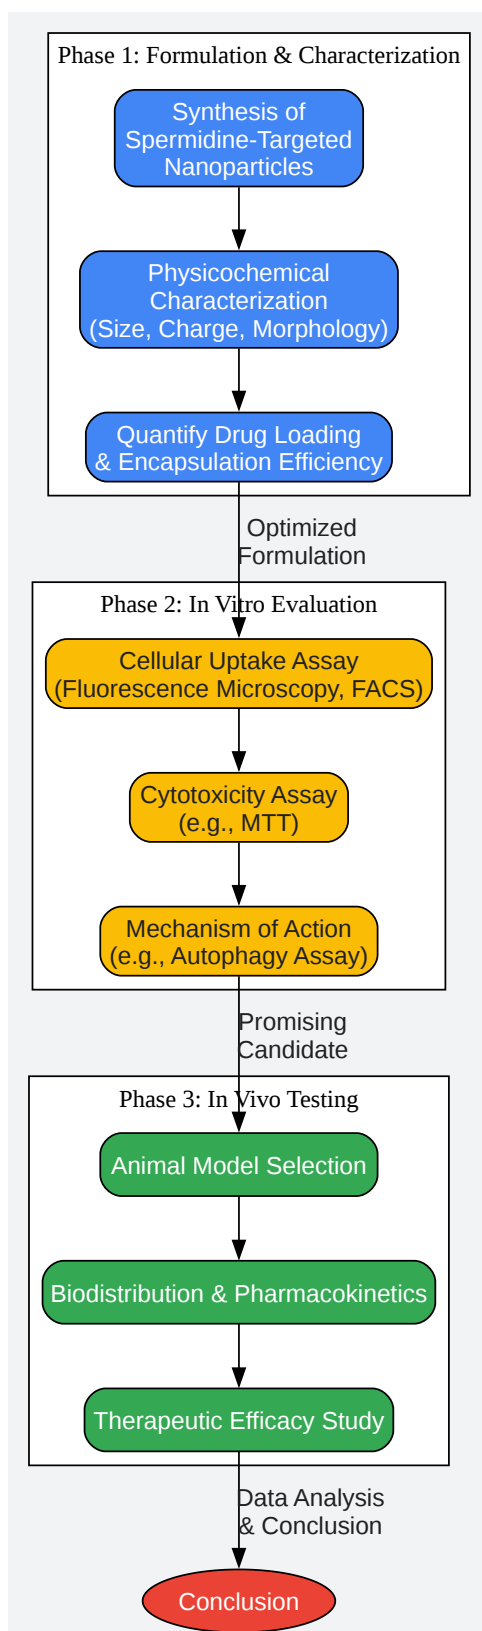 Phase 1: Formulation & Characterization
Synthesis of
Spermidine-Targeted
Nanoparticles
Physicochemical
Characterization
(Size, Charge, Morphology)
Quantify Drug Loading
& Encapsulation Efficiency
Optimized
Formulation
Phase 2: In Vitro Evaluation
Cellular Uptake Assay
(Fluorescence Microscopy, FACS)
Cytotoxicity Assay
(e.g., MTT)
Mechanism of Action
(e.g., Autophagy Assay)
Promising
Candidate
Phase 3: In Vivo Testing
Animal Model Selection
Biodistribution & Pharmacokinetics
Therapeutic Efficacy Study
Data Analysis
& Conclusion
Conclusion